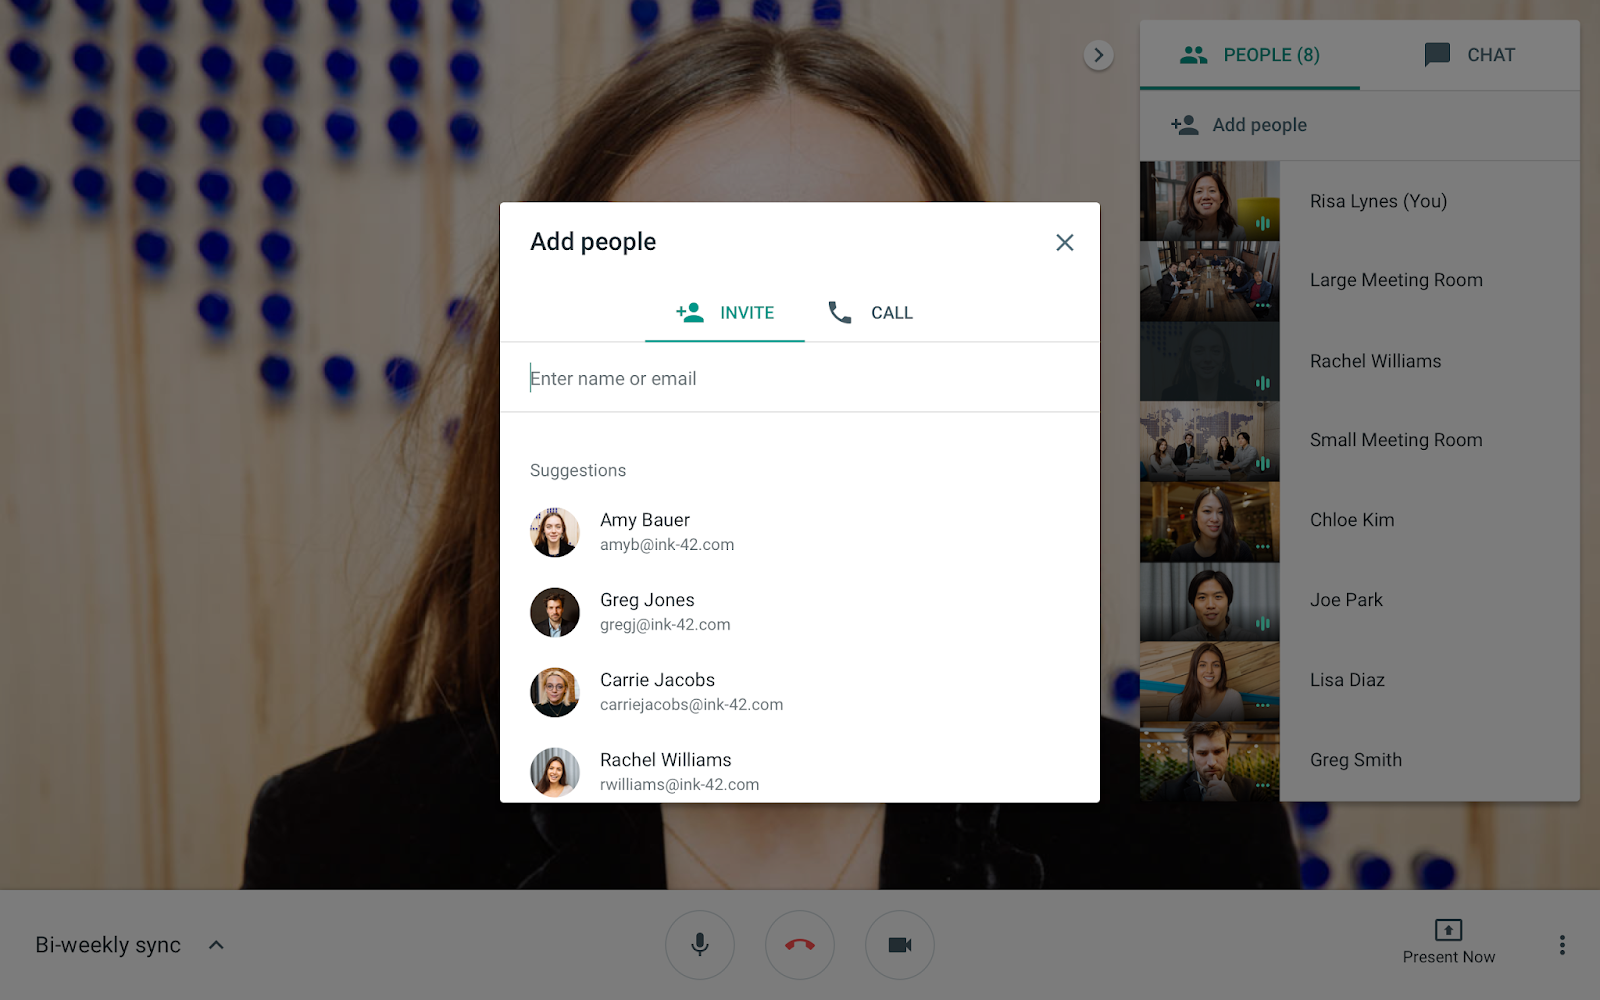 PEOPLE (8)
CHAT
Add people
Risa Lynes (You)
Large Meeting Room
Rachel Williams
Small Meeting Room
Chloe Kim
Joe Park
Lisa Diaz
Greg Smith
Add people
INVITE
CALL
Enter name or email
Suggestions
Amy Bauer
amyb@ink-42.com
Greg Jones
gregj@ink-42.com
Carrie Jacobs
carriejacobs@ink-42.com
Rachel Williams
rwilliams@ink-42.com
Bi-weekly sync
Present Now